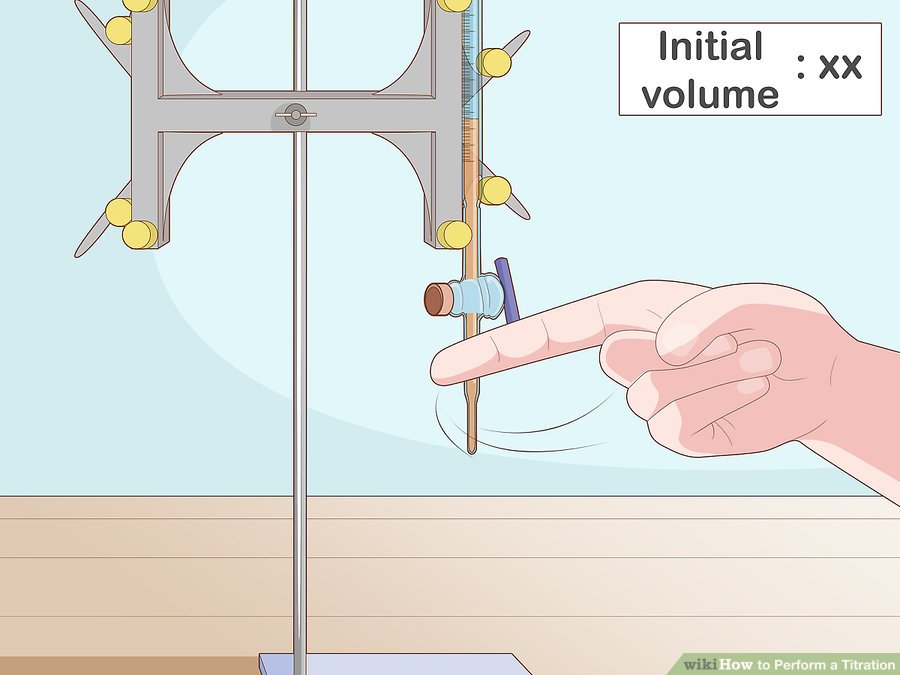 Initial
volume : xx
wikiHow to Perform a Titration